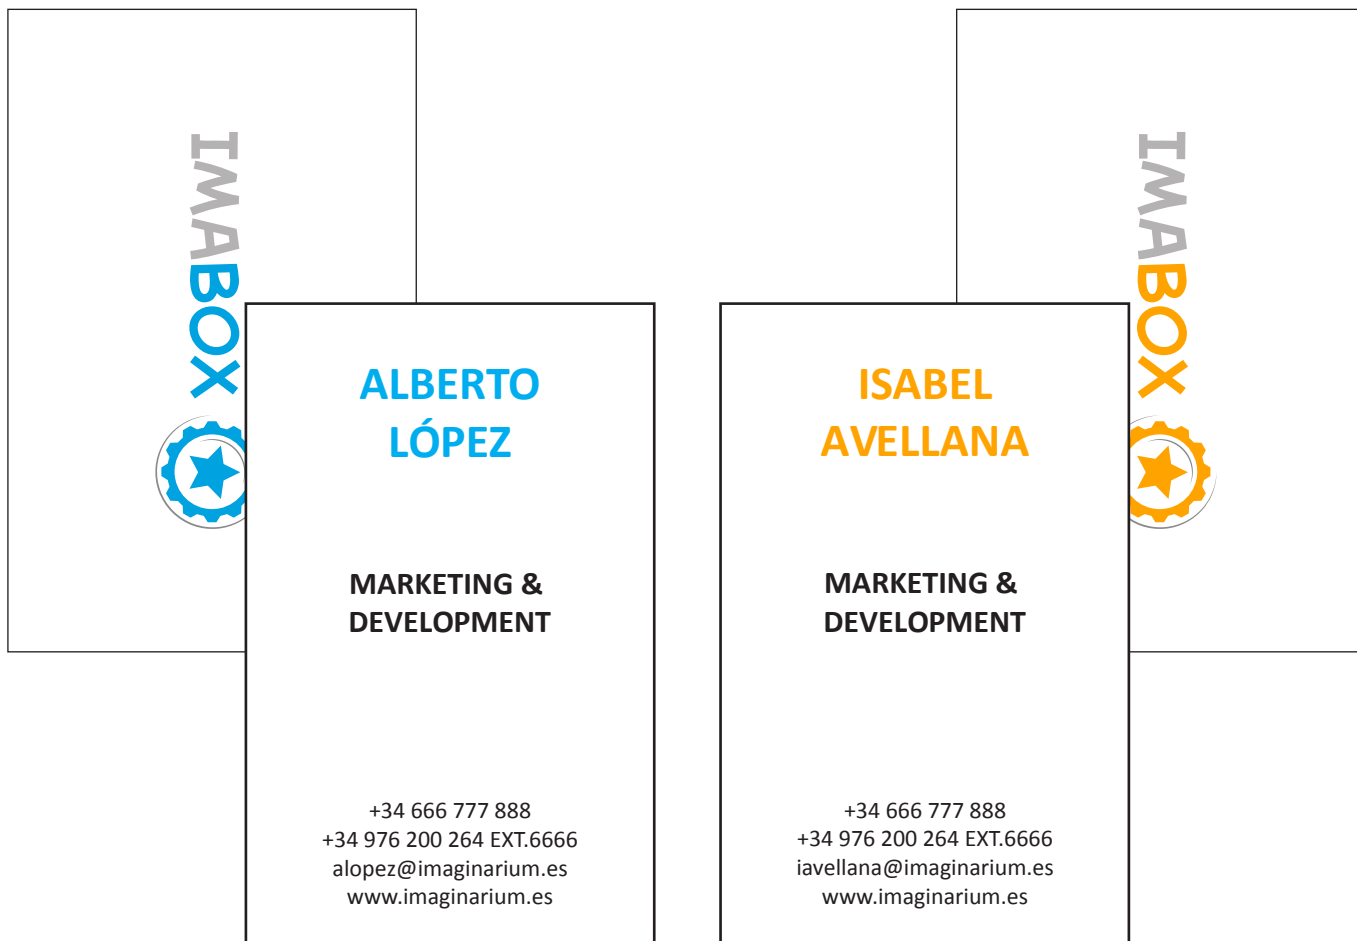 IMABOX
ALBERTO
LÓPEZ
MARKETING &
DEVELOPMENT
+34 666 777 888
+34 976 200 264 EXT.6666
alopez@imaginarium.es
www.imaginarium.es
IMABOX
ISABEL
AVELLANA
MARKETING &
DEVELOPMENT
+34 666 777 888
+34 976 200 264 EXT.6666
iavellana@imaginarium.es
www.imaginarium.es